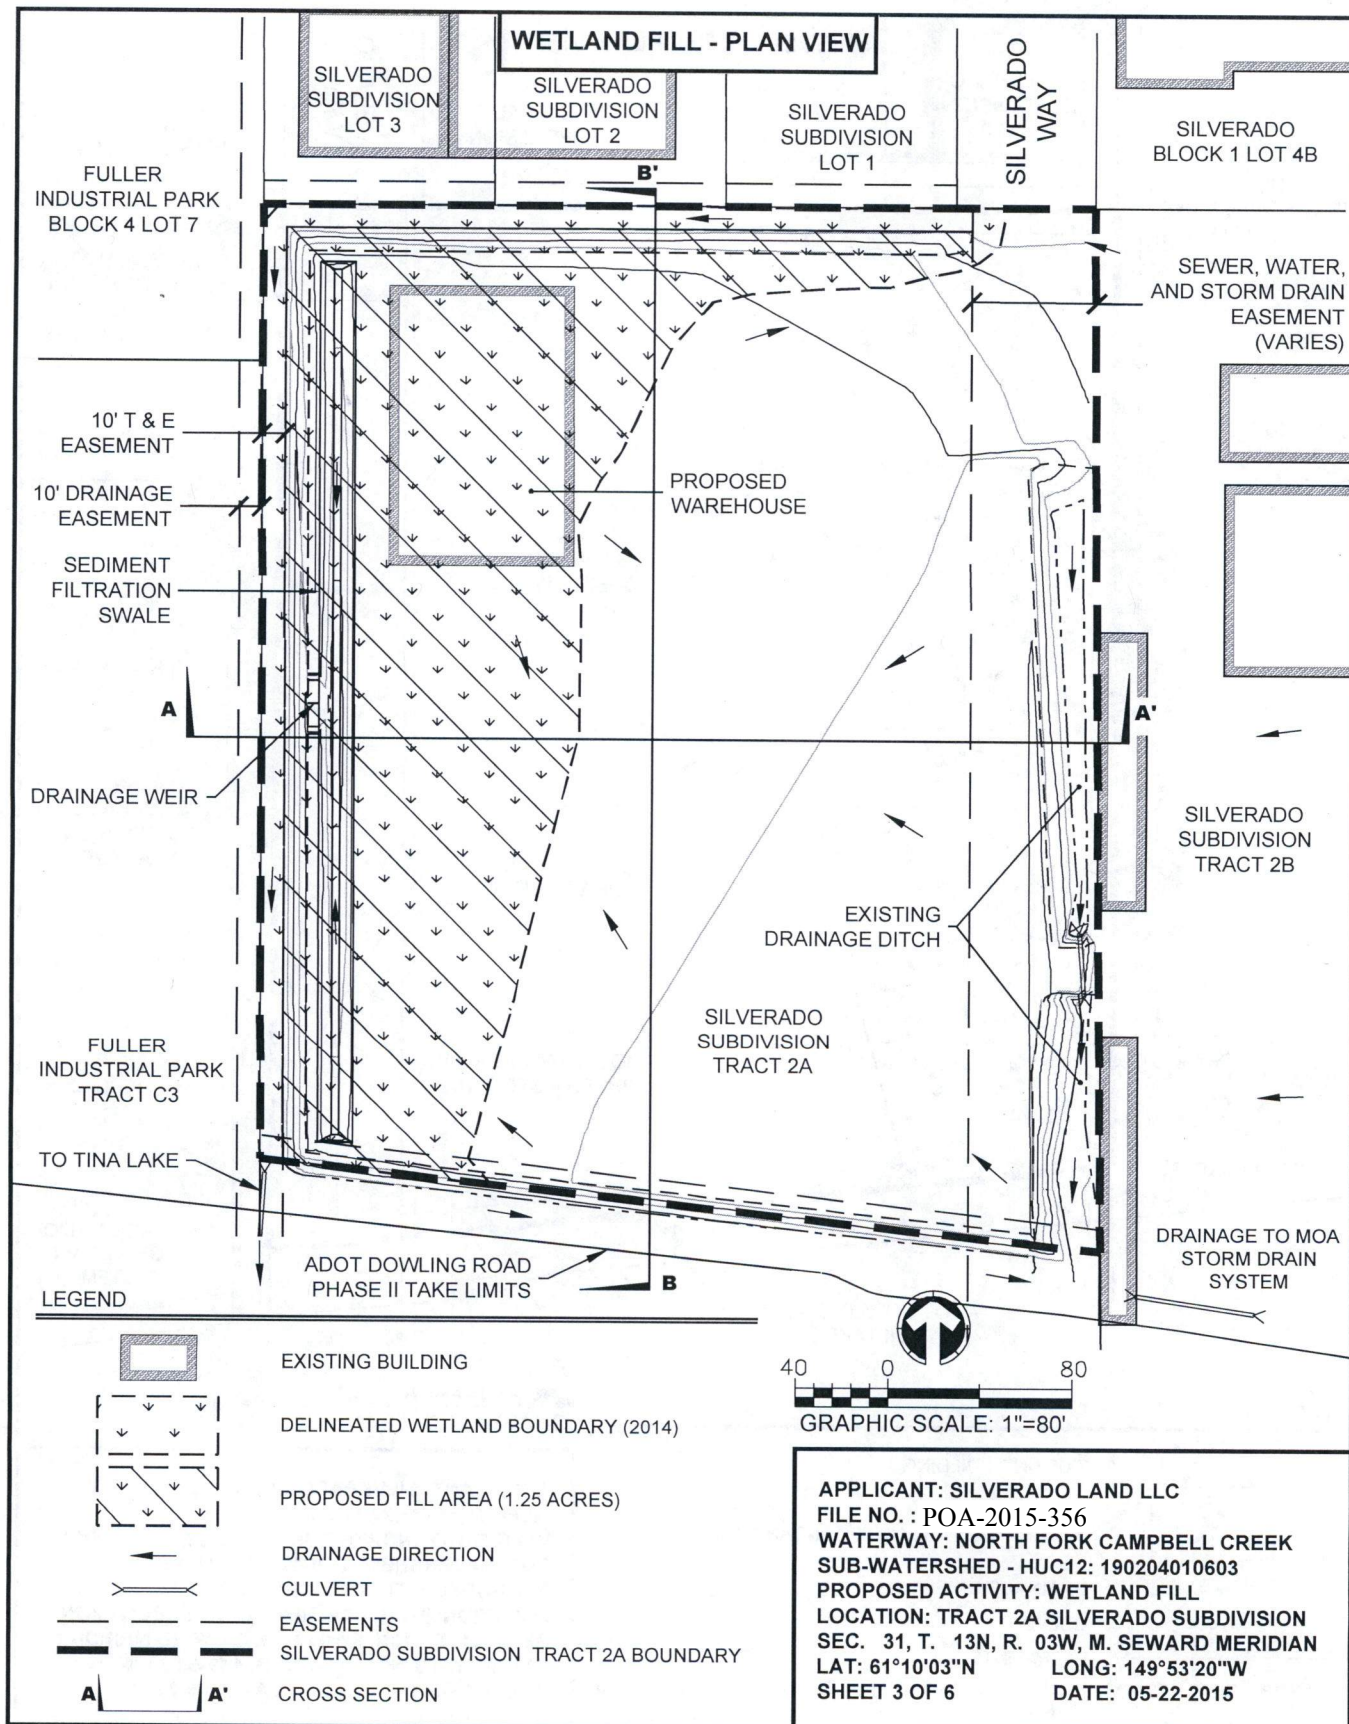 WETLAND FILL - PLAN VIEW
SILVERADO
SUBDIVISION
LOT 3
SILVERADO
SUBDIVISION
LOT 2
SILVERADO
SUBDIVISION
LOT 1
SILVERADO
WAY
SILVERADO
BLOCK 1 LOT 4B
FULLER
INDUSTRIAL PARK
BLOCK 4 LOT 7
B'
SEWER, WATER,
AND STORM DRAIN
EASEMENT
(VARIES)
10' T & E
EASEMENT
10' DRAINAGE
EASEMENT
PROPOSED
WAREHOUSE
SEDIMENT
FILTRATION
SWALE
A
A'
DRAINAGE WEIR
SILVERADO
SUBDIVISION
TRACT 2B
EXISTING
DRAINAGE DITCH
SILVERADO
SUBDIVISION
TRACT 2A
FULLER
INDUSTRIAL PARK
TRACT C3
TO TINA LAKE
ADOT DOWLING ROAD
PHASE II TAKE LIMITS
B
DRAINAGE TO MOA
STORM DRAIN
SYSTEM
LEGEND
EXISTING BUILDING
DELINEATED WETLAND BOUNDARY (2014)
PROPOSED FILL AREA (1.25 ACRES)
DRAINAGE DIRECTION
CULVERT
EASEMENTS
SILVERADO SUBDIVISION TRACT 2A BOUNDARY
A A' CROSS SECTION
40 0 80
GRAPHIC SCALE: 1"=80'
APPLICANT: SILVERADO LAND LLC
FILE NO. : POA-2015-356
WATERWAY: NORTH FORK CAMPBELL CREEK
SUB-WATERSHED - HUC12: 190204010603
PROPOSED ACTIVITY: WETLAND FILL
LOCATION: TRACT 2A SILVERADO SUBDIVISION
SEC. 31, T. 13N, R. 03W, M. SEWARD MERIDIAN
LAT: 61°10'03"N LONG: 149°53'20"W
SHEET 3 OF 6 DATE: 05-22-2015